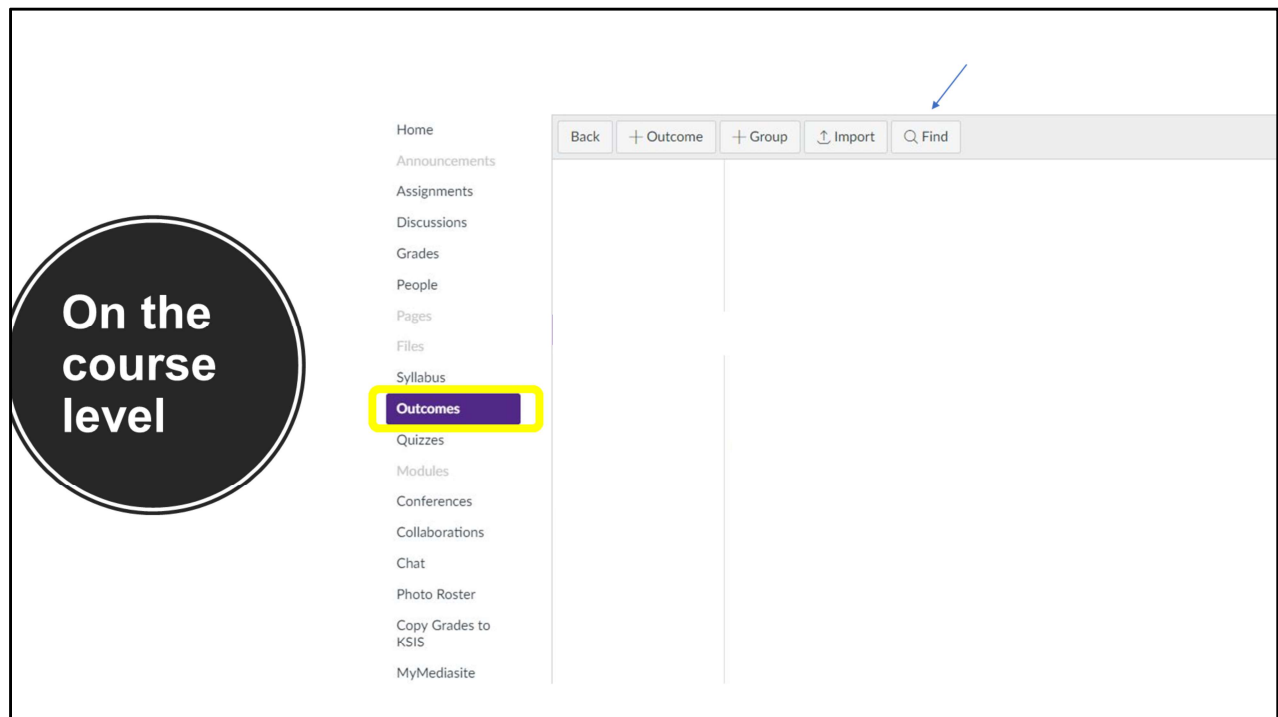 On the
course
level
Home
Announcements
Assignments
Discussions
Grades
People
Pages
Files
Syllabus
Outcomes
Quizzes
Modules
Conferences
Collaborations
Chat
Photo Roster
Copy Grades to
KSIS
MyMediasite
Back + Outcome + Group Import Find